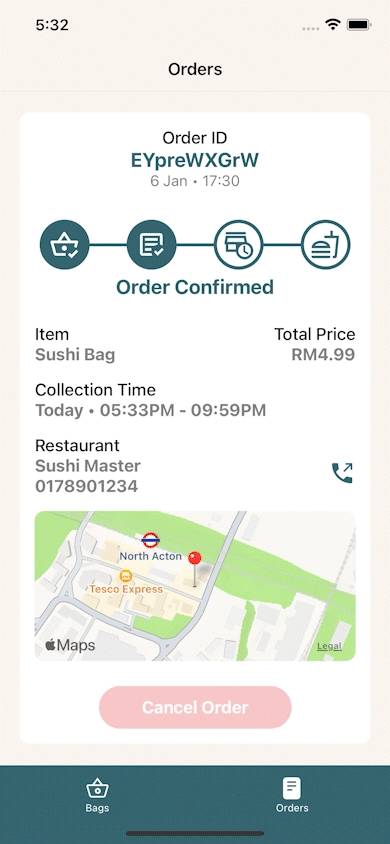 5:32
Orders
Order ID
EYpreWXGrW
6 Jan • 17:30
Order Confirmed
Item
Total Price
Sushi Bag
RM4.99
Collection Time
Today • 05:33PM - 09:59PM
Restaurant
Sushi Master
0178901234
North Acton
Tesco Express
Maps
Legal
Cancel Order
Bags
Orders